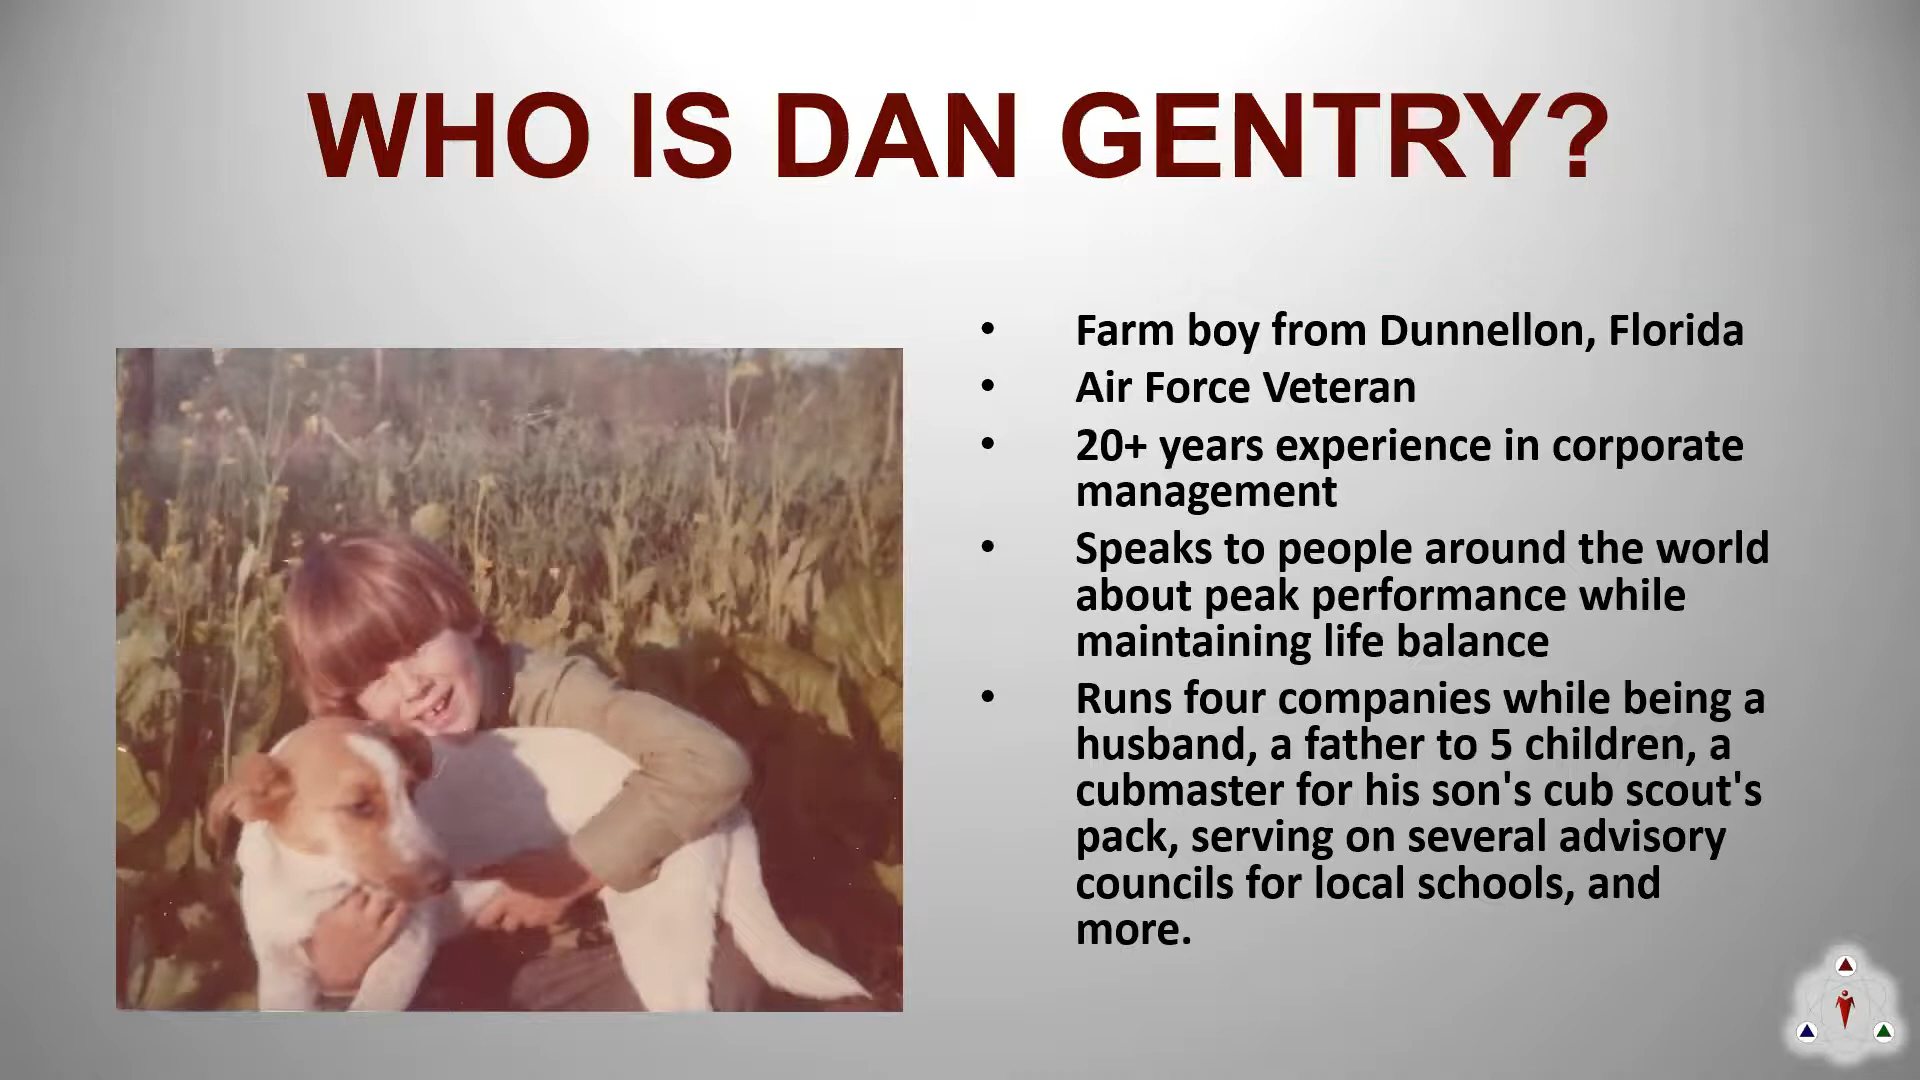 WHO IS DAN GENTRY?
• Farm boy from Dunnellon, Florida
• Air Force Veteran
• 20+ years experience in corporate
management
• Speaks to people around the world
about peak performance while
maintaining life balance
• Runs four companies while being a
husband, a father to 5 children, a
cubmaster for his son's cub scout's
pack, serving on several advisory
councils for local schools, and
more.